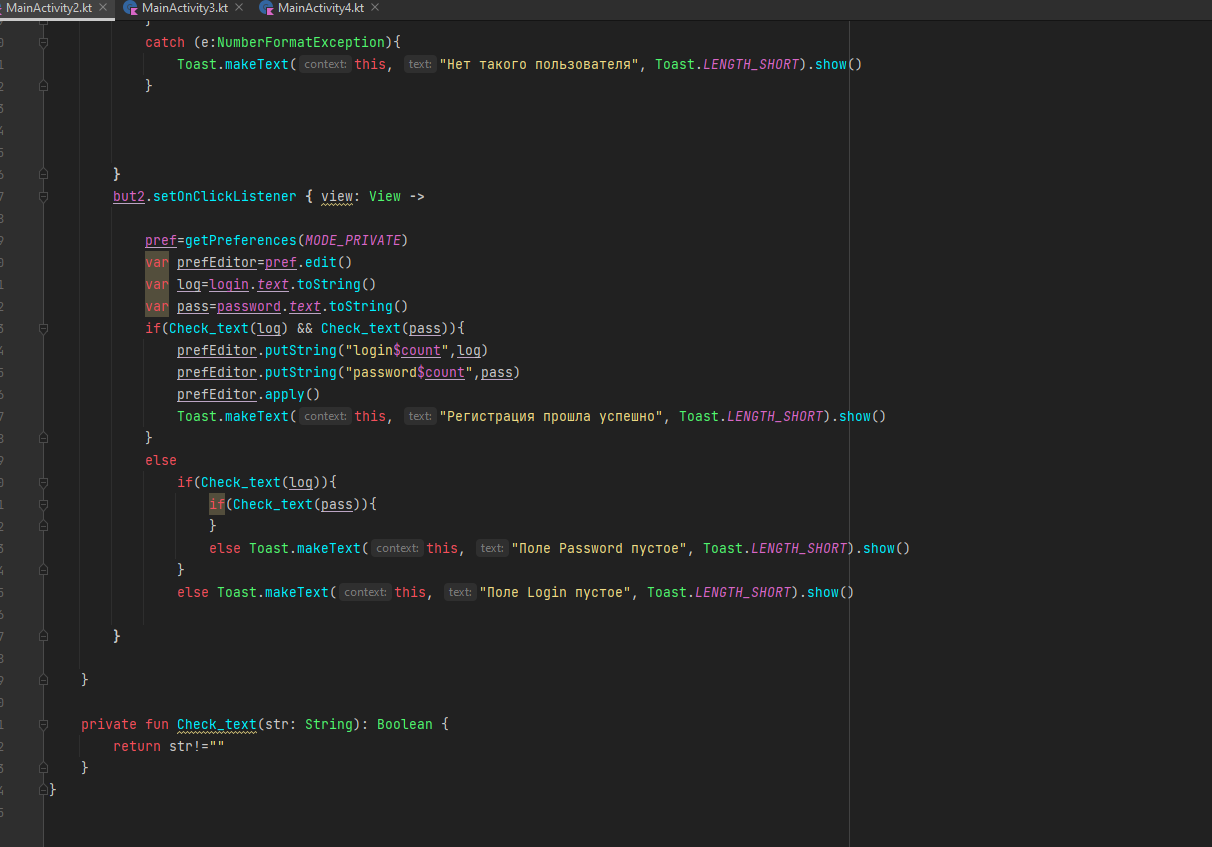 MainActivity2.kt MainActivity3.kt MainActivity4.kt
}
catch (e:NumberFormatException){
Toast.makeText( context: this, text: "Нет такого пользователя", Toast.LENGTH_SHORT).show()
}
}
but2.setOnClickListener { view: View ->
pref=getPreferences(MODE_PRIVATE)
var prefEditor=pref.edit()
var log=login.text.toString()
var pass=password.text.toString()
if(Check_text(log) && Check_text(pass)){
prefEditor.putString("login$count",log)
prefEditor.putString("password$count",pass)
prefEditor.apply()
Toast.makeText( context: this, text: "Регистрация прошла успешно", Toast.LENGTH_SHORT).show()
}
else
if(Check_text(log)){
if(Check_text(pass)){
}
else Toast.makeText( context: this, text: "Поле Password пустое", Toast.LENGTH_SHORT).show()
}
else Toast.makeText( context: this, text: "Поле Login пустое", Toast.LENGTH_SHORT).show()
}
}
private fun Check_text(str: String): Boolean {
return str!=""
}
}